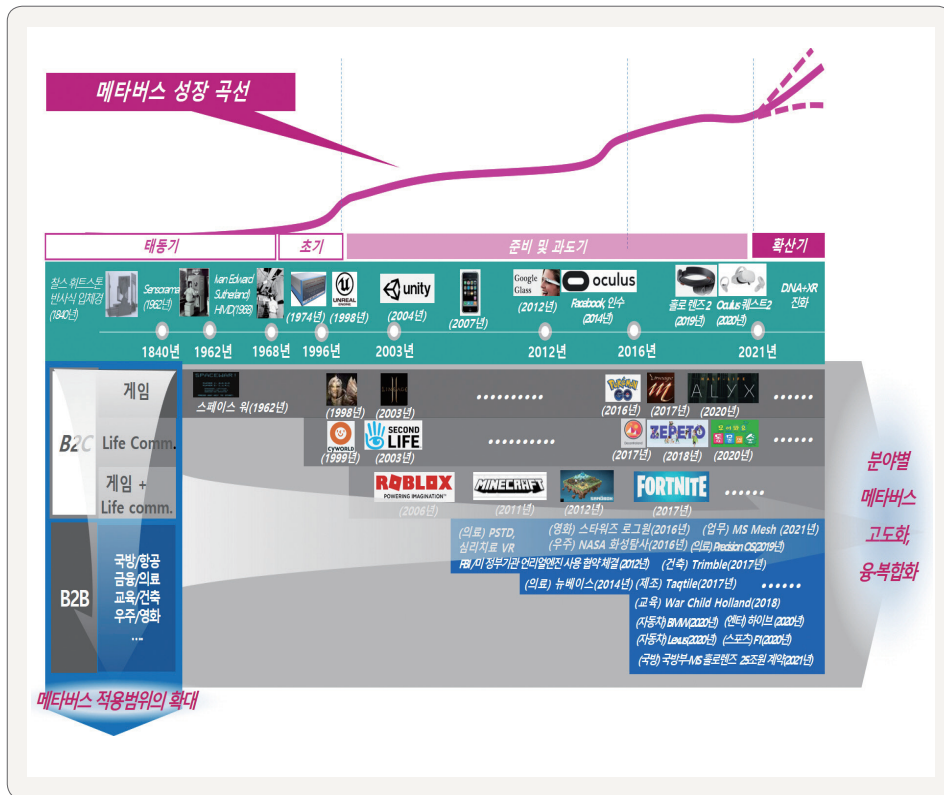 메타버스 성장 곡선
태동기
초기
준비 및 과도기
확산기
찰스 휘트스톤
반사식 입체경
(1840년)
Sensorama
(1962년)
Ivan Edward
Sutherland)
HMD(1968)
(1974년)
UNREAL
ENGINE
(1998년)
unity
(2004년)
(2007년)
Google
Glass
(2012년)
oculus
Facebook 인수
(2014년)
홀로 렌즈 2
(2019년)
Oculus 퀘스트2
(2020년)
DNA+XR
진화
1840년
1962년
1968년
1996년
2003년
2012년
2016년
2021년
B2C
게임
Life Comm.
게임 +
Life comm.
SPACEWAR!
스페이스 워(1962년)
(1998년)
(2003년)
••••••••••
POKÉMON
GO
(2016년)
m
(2017년)
HALF-LIFE
ALYX
(2020년)
••••••
CYWORLD
(1999년)
SECOND
LIFE
(2003년)
••••••••••
(2017년)
ZEPETO
(2018년)
(2020년)
••••••
ROBLOX
POWERING IMAGINATION™
(2006년)
MINECRAFT
(2011년)
(2012년)
FORTNITE
(2017년)
••••••
B2B
국방/항공
금융/의료
교육/건축
우주/영화
....
(의료) PSTD,
심리치료 VR
(영화) 스타워즈 로그원(2016년)
(업무) MS Mesh (2021년)
(우주) NASA 화성탐사(2016년)
(의료) Precision OS(2019년)
FBI /미 정부기관 언리얼엔진 사용 협약 체결 (2012년)
(건축) Trimble(2017년)
(의료) 뉴베이스(2014년)
(제조) Taqtile(2017년)
••••••
(교육) War Child Holland(2018)
(자동차) BMW(2020년)
(엔터) 하이브 (2020년)
(자동차) Lexus(2020년)
(스포츠) F1(2020년)
(국방) 국방부-MS 홀로렌즈 25조원 계약(2021년)
분야별
메타버스
고도화,
융·복합화
메타버스 적용범위의 확대